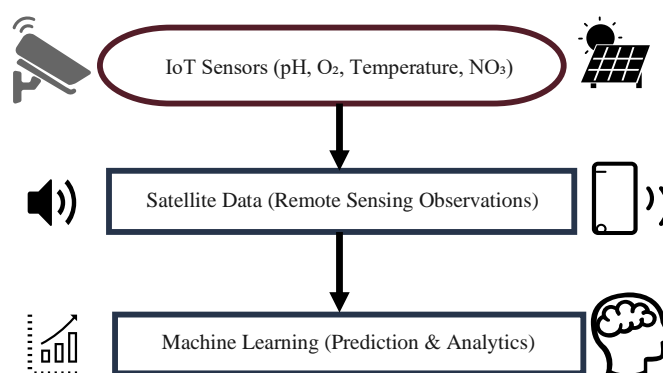 IoT Sensors (pH, O₂, Temperature, NO₃)
Satellite Data (Remote Sensing Observations)
Machine Learning (Prediction & Analytics)